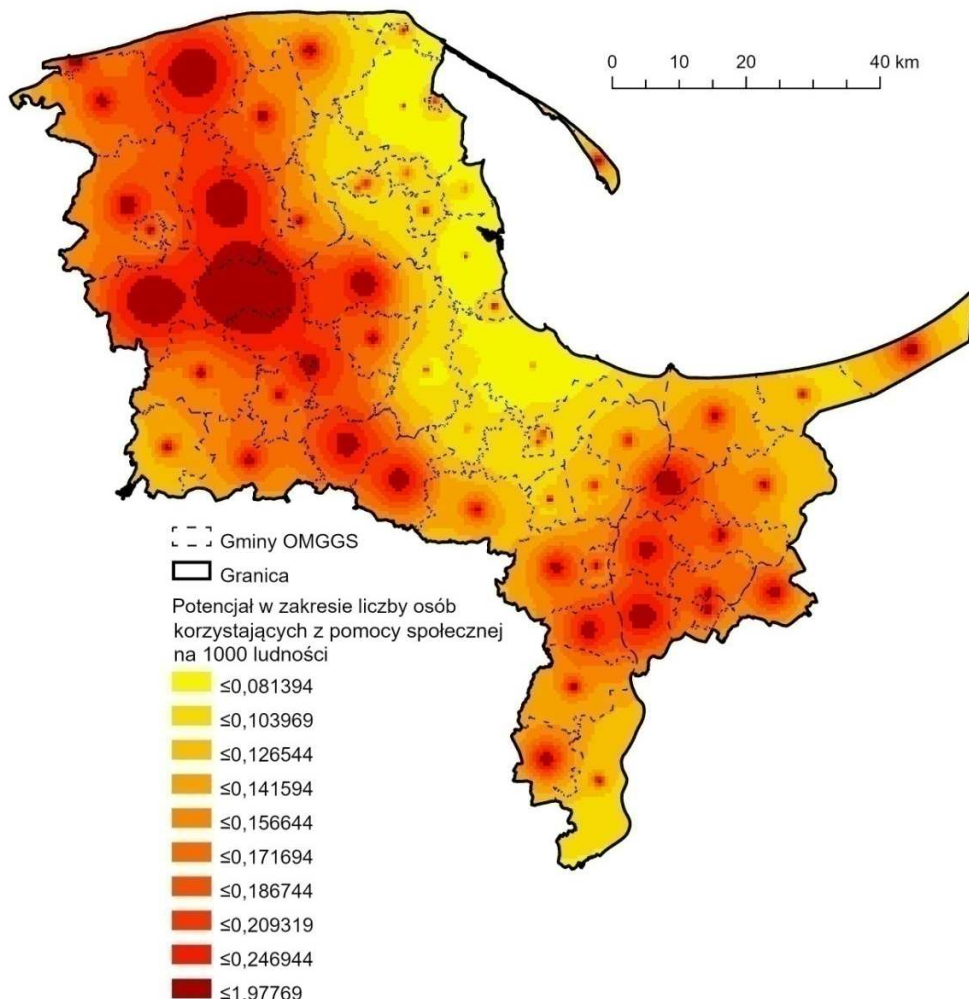 0 10 20 40 km
Gminy OMGGS
Granica
Potencjał w zakresie liczby osób
korzystających z pomocy społecznej
na 1000 ludności
≤0,081394
≤0,103969
≤0,126544
≤0,141594
≤0,156644
≤0,171694
≤0,186744
≤0,209319
≤0,246944
≤1,97769